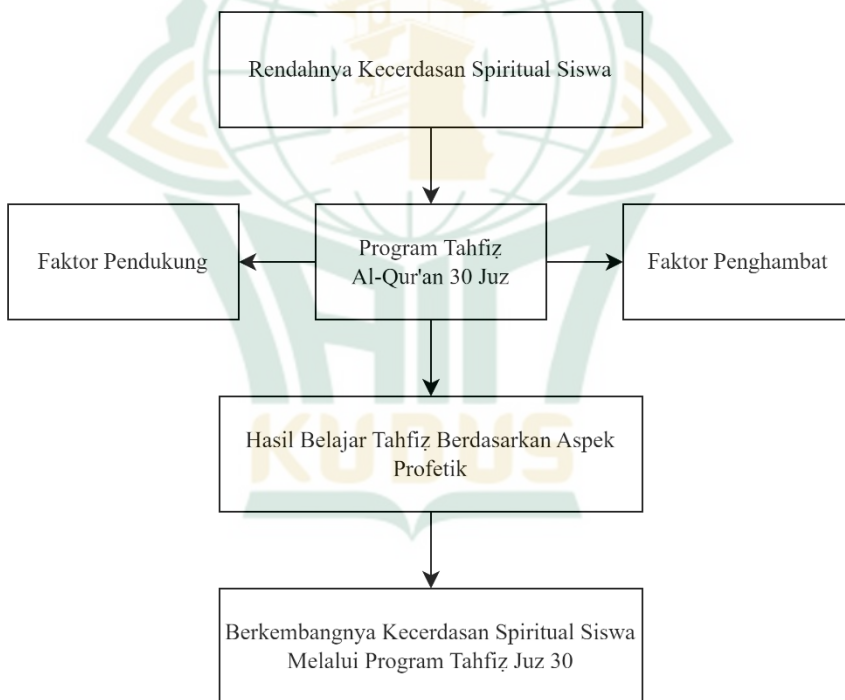 Rendahnya Kecerdasan Spiritual Siswa
Faktor Pendukung
Program Tahfiẓ
Al-Qur'an 30 Juz
Faktor Penghambat
Hasil Belajar Tahfiẓ Berdasarkan Aspek
Profetik
KUDUS
Berkembangnya Kecerdasan Spiritual Siswa
Melalui Program Tahfiẓ Juz 30